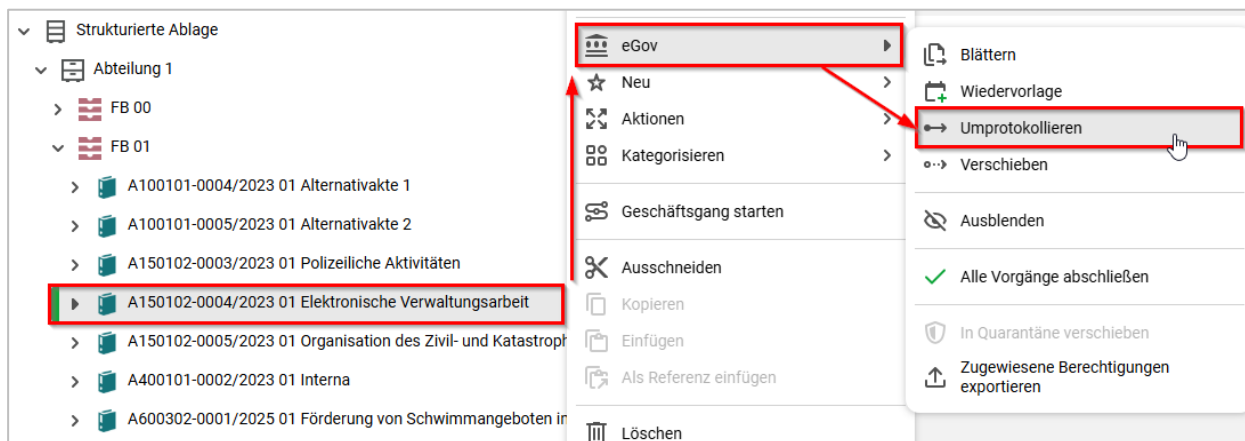 Strukturierte Ablage
Abteilung 1
FB 00
FB 01
A100101-0004/2023 01 Alternativakte 1
A100101-0005/2023 01 Alternativakte 2
A150102-0003/2023 01 Polizeiliche Aktivitäten
A150102-0004/2023 01 Elektronische Verwaltungsarbeit
A150102-0005/2023 01 Organisation des Zivil- und Katastroph
A400101-0002/2023 01 Interna
A600302-0001/2025 01 Förderung von Schwimmangeboten in
eGov
Neu
Aktionen
Kategorisieren
Geschäftsgang starten
Ausschneiden
Kopieren
Einfügen
Als Referenz einfügen
Löschen
Blättern
Wiedervorlage
Umprotokollieren
Verschieben
Ausblenden
Alle Vorgänge abschließen
In Quarantäne verschieben
Zugewiesene Berechtigungen
exportieren